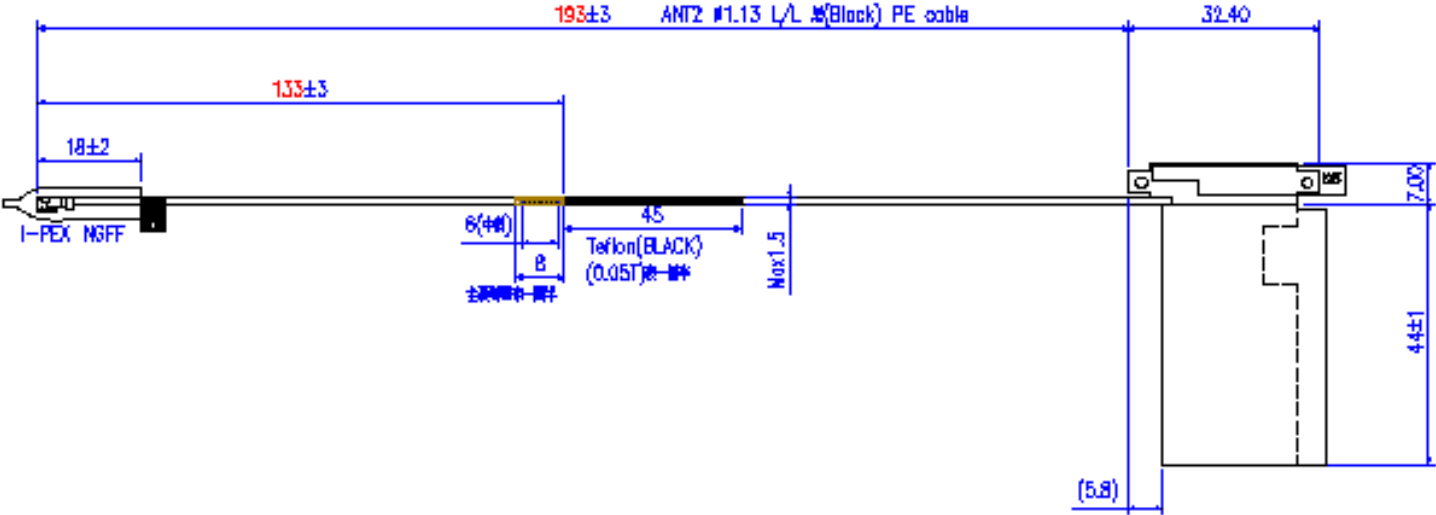 193±3 ANT2 #1.13 L/L (Black) PE cable 32.40
133±3
18±2
7.00
I-PEX NGFF
6
45
8
Teflon(BLACK)
(0.05T)
Max1.5
44±1
(5.8)